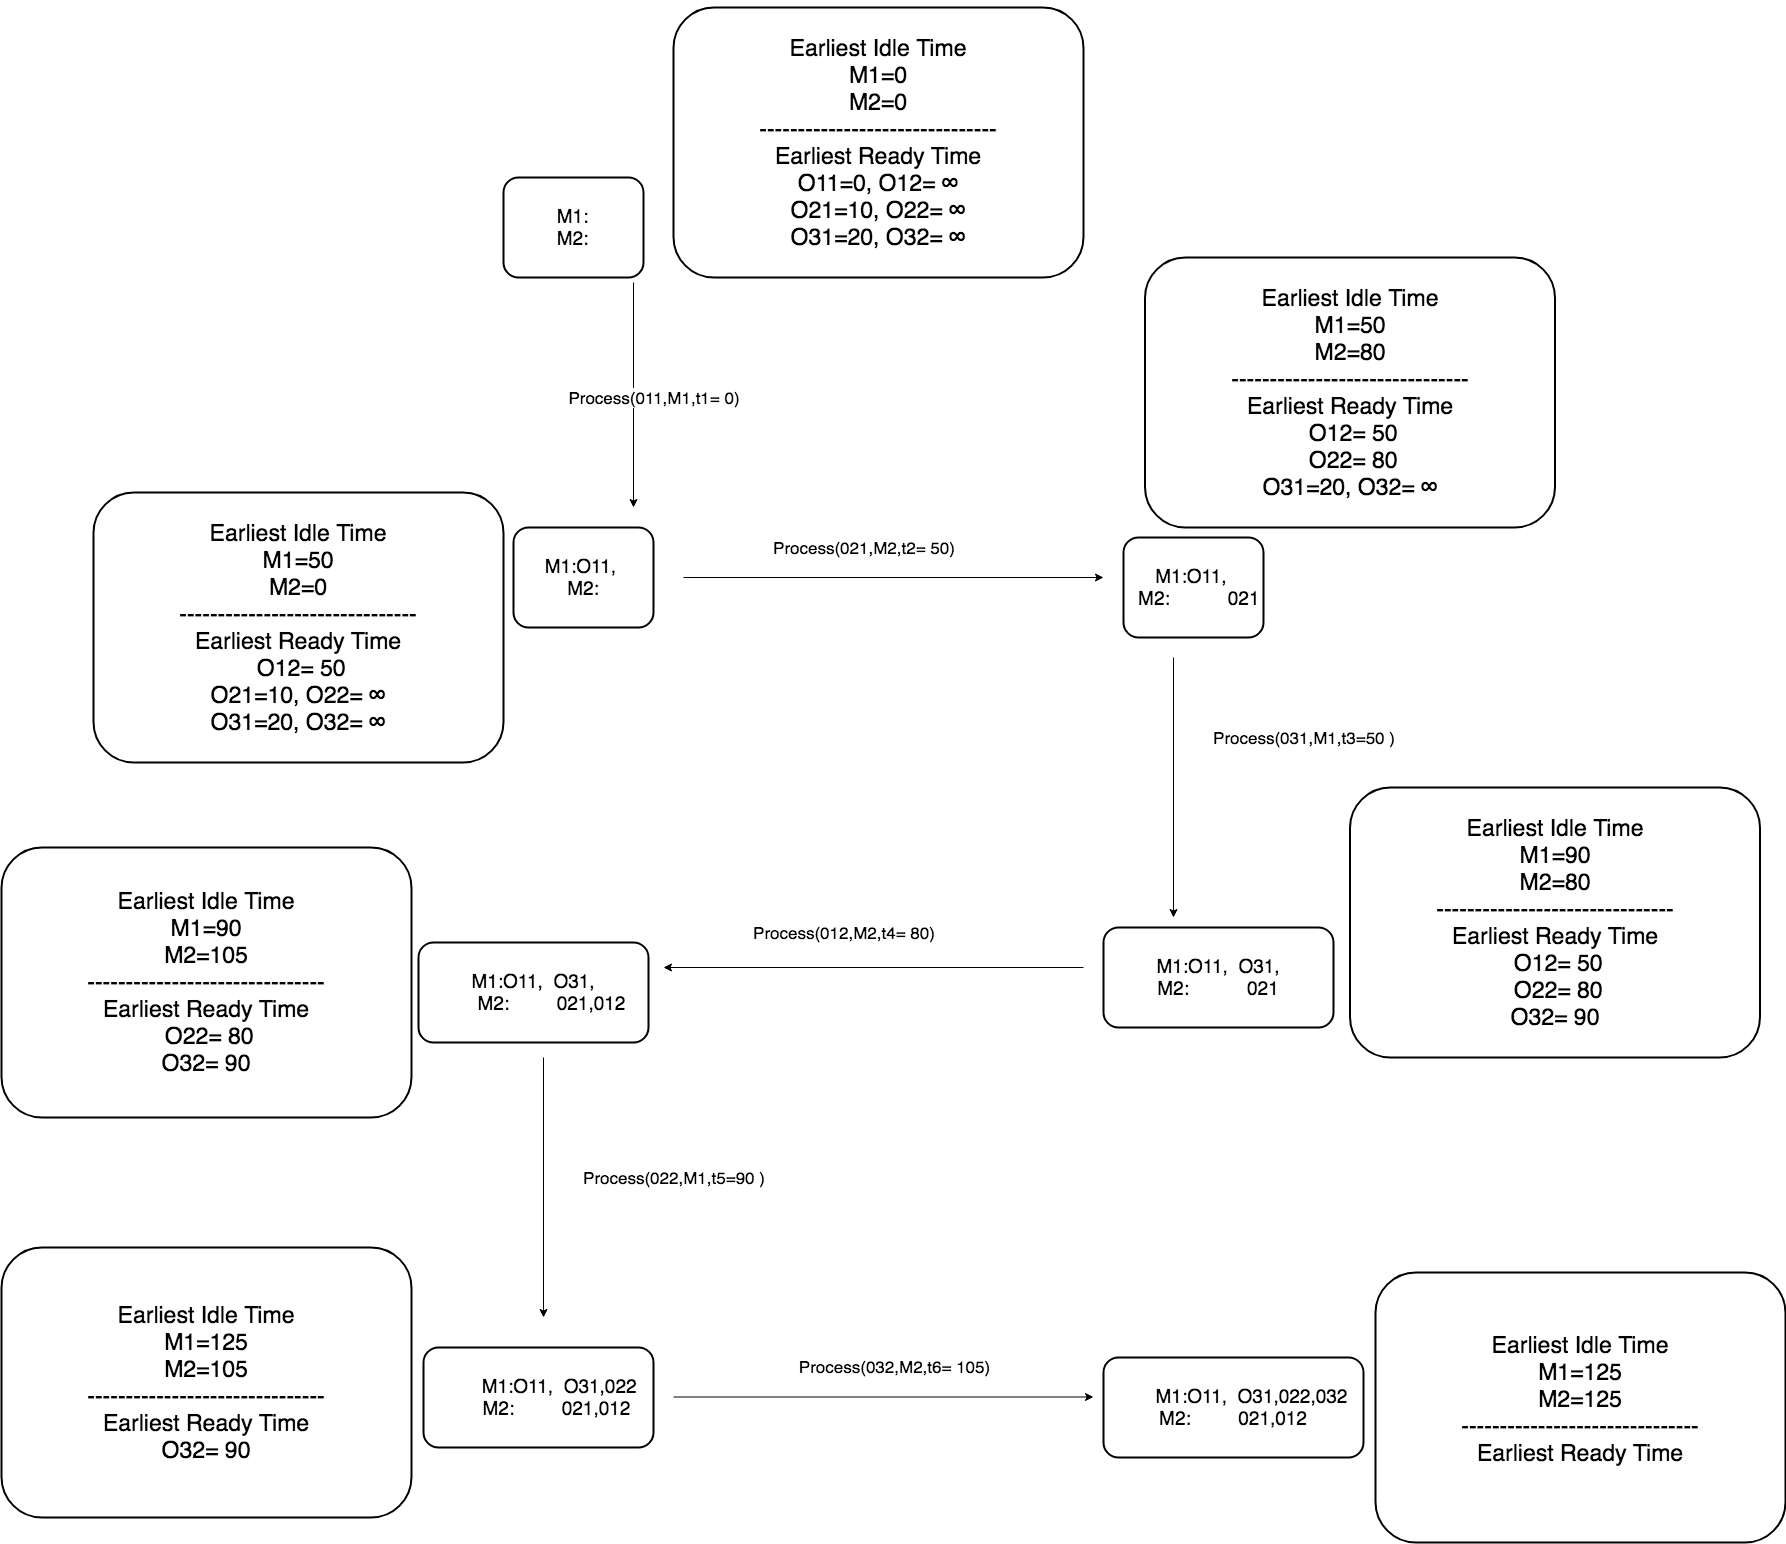 Earliest Idle Time
M1=0
M2=0
-------------------------------
Earliest Ready Time
O11=0, O12= ∞
O21=10, O22= ∞
O31=20, O32= ∞
M1:
M2:
Process(011,M1,t1= 0)
Earliest Idle Time
M1=50
M2=80
-------------------------------
Earliest Ready Time
O12= 50
O22= 80
O31=20, O32= ∞
Earliest Idle Time
M1=50
M2=0
-------------------------------
Earliest Ready Time
O12= 50
O21=10, O22= ∞
O31=20, O32= ∞
M1:O11,
M2:
Process(021,M2,t2= 50)
M1:O11,
M2: 021
Process(031,M1,t3=50 )
Earliest Idle Time
M1=90
M2=80
-------------------------------
Earliest Ready Time
O12= 50
O22= 80
O32= 90
M1:O11, O31,
M2: 021
Process(012,M2,t4= 80)
M1:O11, O31,
M2: 021,012
Earliest Idle Time
M1=90
M2=105
-------------------------------
Earliest Ready Time
O22= 80
O32= 90
Process(022,M1,t5=90 )
Earliest Idle Time
M1=125
M2=105
-------------------------------
Earliest Ready Time
O32= 90
M1:O11, O31,022
M2: 021,012
Process(032,M2,t6= 105)
M1:O11, O31,022,032
M2: 021,012
Earliest Idle Time
M1=125
M2=125
-------------------------------
Earliest Ready Time